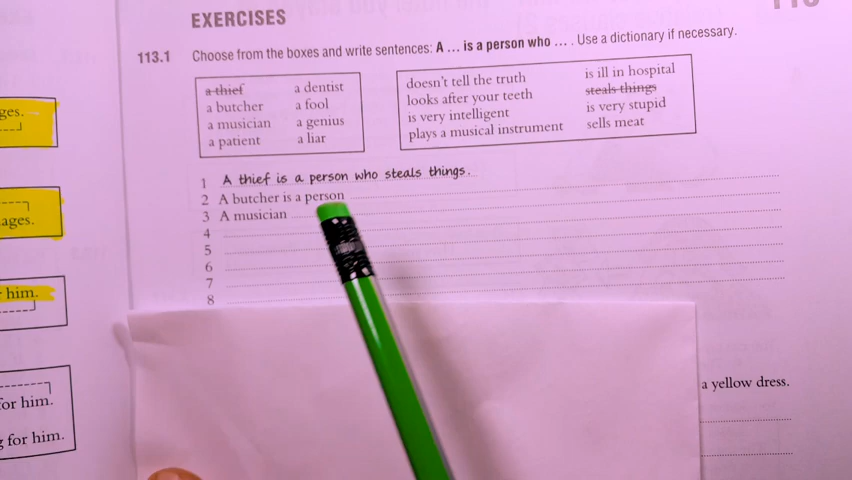 EXERCISES
113.1 Choose from the boxes and write sentences: A ... is a person who ... . Use a dictionary if necessary.
a thief a dentist
a butcher a fool
a musician a genius
a patient a liar
doesn't tell the truth is ill in hospital
looks after your teeth steals things
is very intelligent is very stupid
plays a musical instrument sells meat
1 A thief is a person who steals things.
2 A butcher is a person
3 A musician
4
5
6
7
8
ges.
ages.
him.
for him.
for him.
a yellow dress.